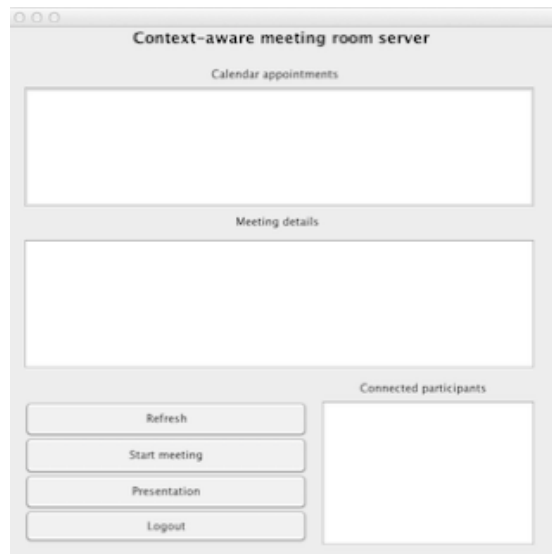 Context-aware meeting room server
Calendar appointments
Meeting details
Connected participants
Refresh
Start meeting
Presentation
Logout